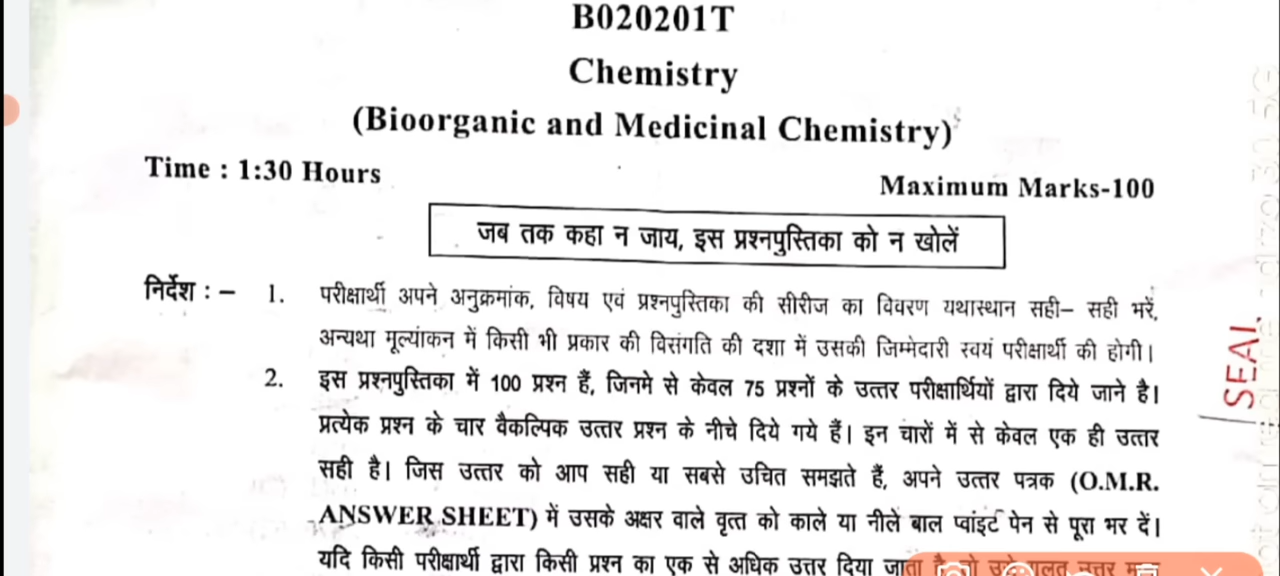 B020201T
Chemistry
(Bioorganic and Medicinal Chemistry)
Time : 1:30 Hours
Maximum Marks-100
जब तक कहा न जाय, इस प्रश्नपुस्तिका को न खोलें
निर्देश : – 1. परीक्षार्थी अपने अनुक्रमांक, विषय एवं प्रश्नपुस्तिका की सीरीज का विवरण यथास्थान सही– सही भरें,
अन्यथा मूल्यांकन में किसी भी प्रकार की विसंगति की दशा में उसकी जिम्मेदारी स्वयं परीक्षार्थी की होगी।
2. इस प्रश्नपुस्तिका में 100 प्रश्न हैं, जिनमे से केवल 75 प्रश्नों के उत्तर परीक्षार्थियों द्वारा दिये जाने है।
प्रत्येक प्रश्न के चार वैकल्पिक उत्तर प्रश्न के नीचे दिये गये हैं। इन चारों में से केवल एक ही उत्तर
सही है। जिस उत्तर को आप सही या सबसे उचित समझते हैं, अपने उत्तर पत्रक (O.M.R.
ANSWER SHEET) में उसके अक्षर वाले वृत्त को काले या नीलें बाल प्वांइट पेन से पूरा भर दें।
यदि किसी परीक्षार्थी द्वारा किसी प्रश्न का एक से अधिक उत्तर दिया जाता है
SEAL